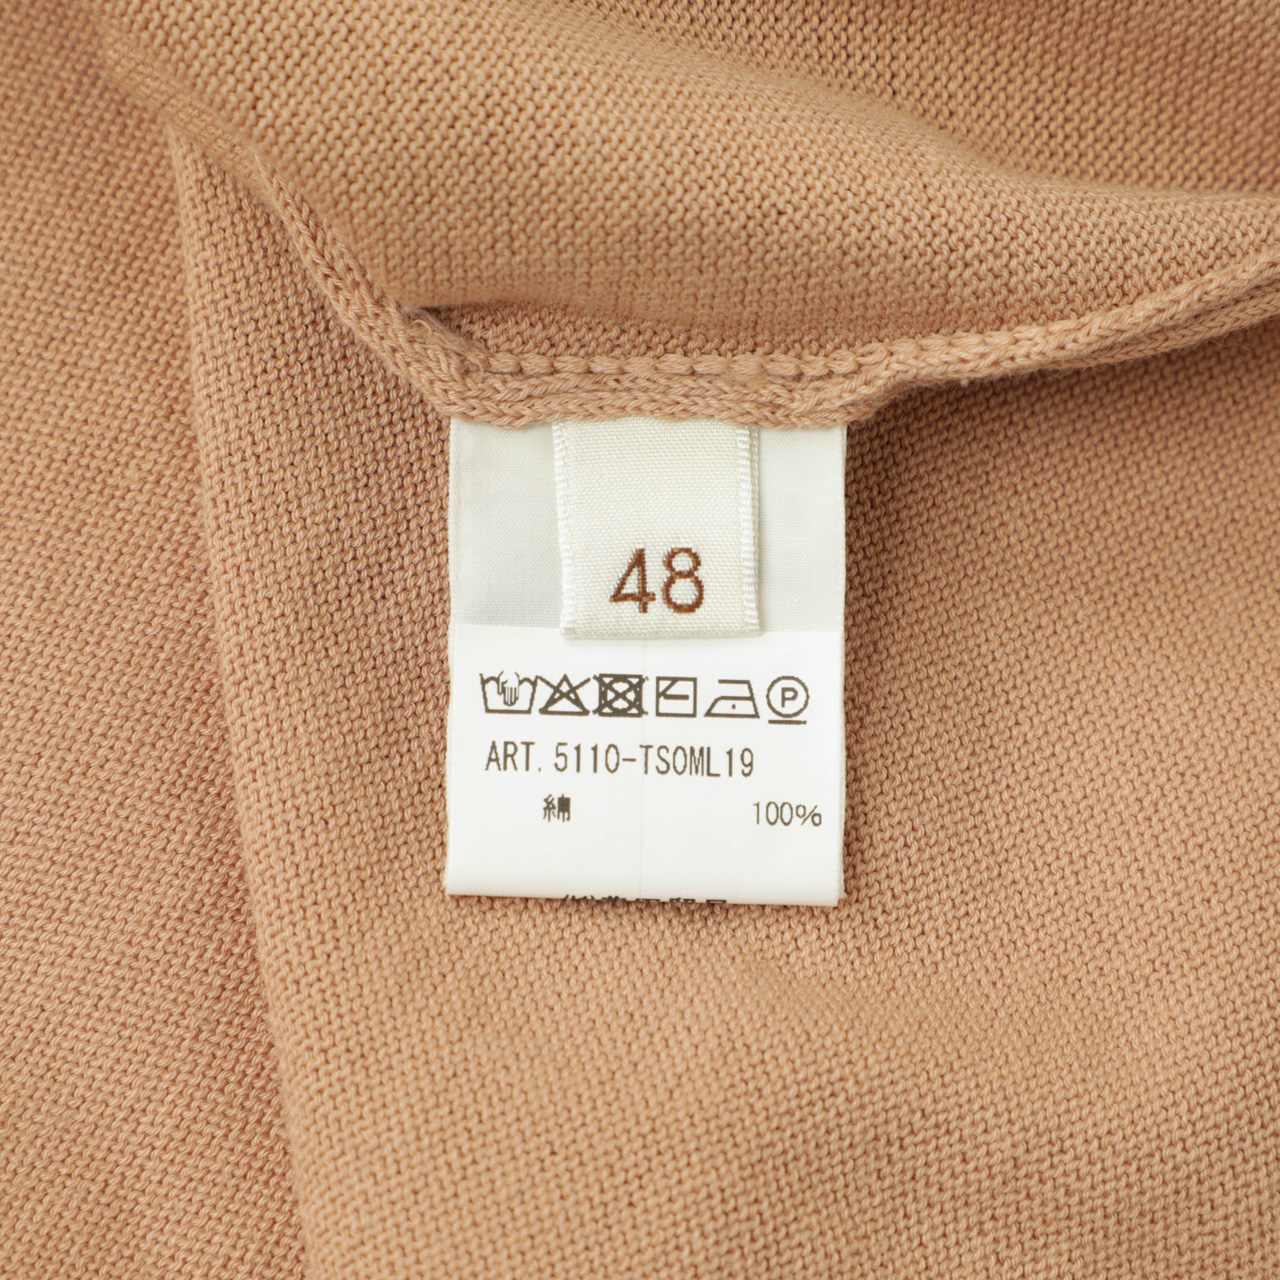 48
P
ART. 5110-TSOML19
綿 100%